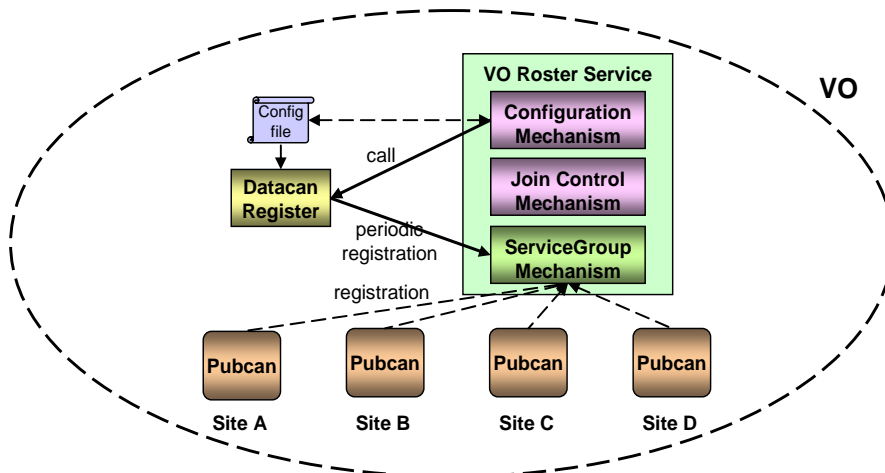 VO Roster Service
VO
Config
file
Configuration
Mechanism
call
Datacan
Register
Join Control
Mechanism
periodic
registration
ServiceGroup
Mechanism
registration
Pubcan
Pubcan
Pubcan
Pubcan
Site A
Site B
Site C
Site D